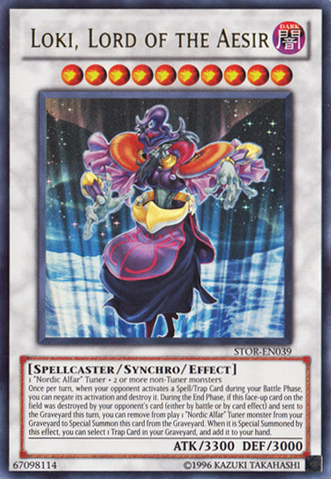 LOKI, LORD OF THE AESIR
DARK
闇
STOR-EN039
[SPELLCASTER/SYNCHRO/EFFECT]
1 "Nordic Alfar" Tuner + 2 or more non-Tuner monsters
Once per turn, when your opponent activates a Spell/Trap Card during your Battle Phase,
you can negate its activation and destroy it. During the End Phase, if this face-up card on the
field was destroyed by your opponent's card (either by battle or by card effect) and sent to
the Graveyard this turn, you can remove from play 1 "Nordic Alfar" Tuner monster from your
Graveyard to Special Summon this card from the Graveyard. When it is Special Summoned by
this effect, you can select 1 Trap Card in your Graveyard, and add it to your hand.
ATK/3300 DEF/3000
67098114
©1996 KAZUKI TAKAHASHI